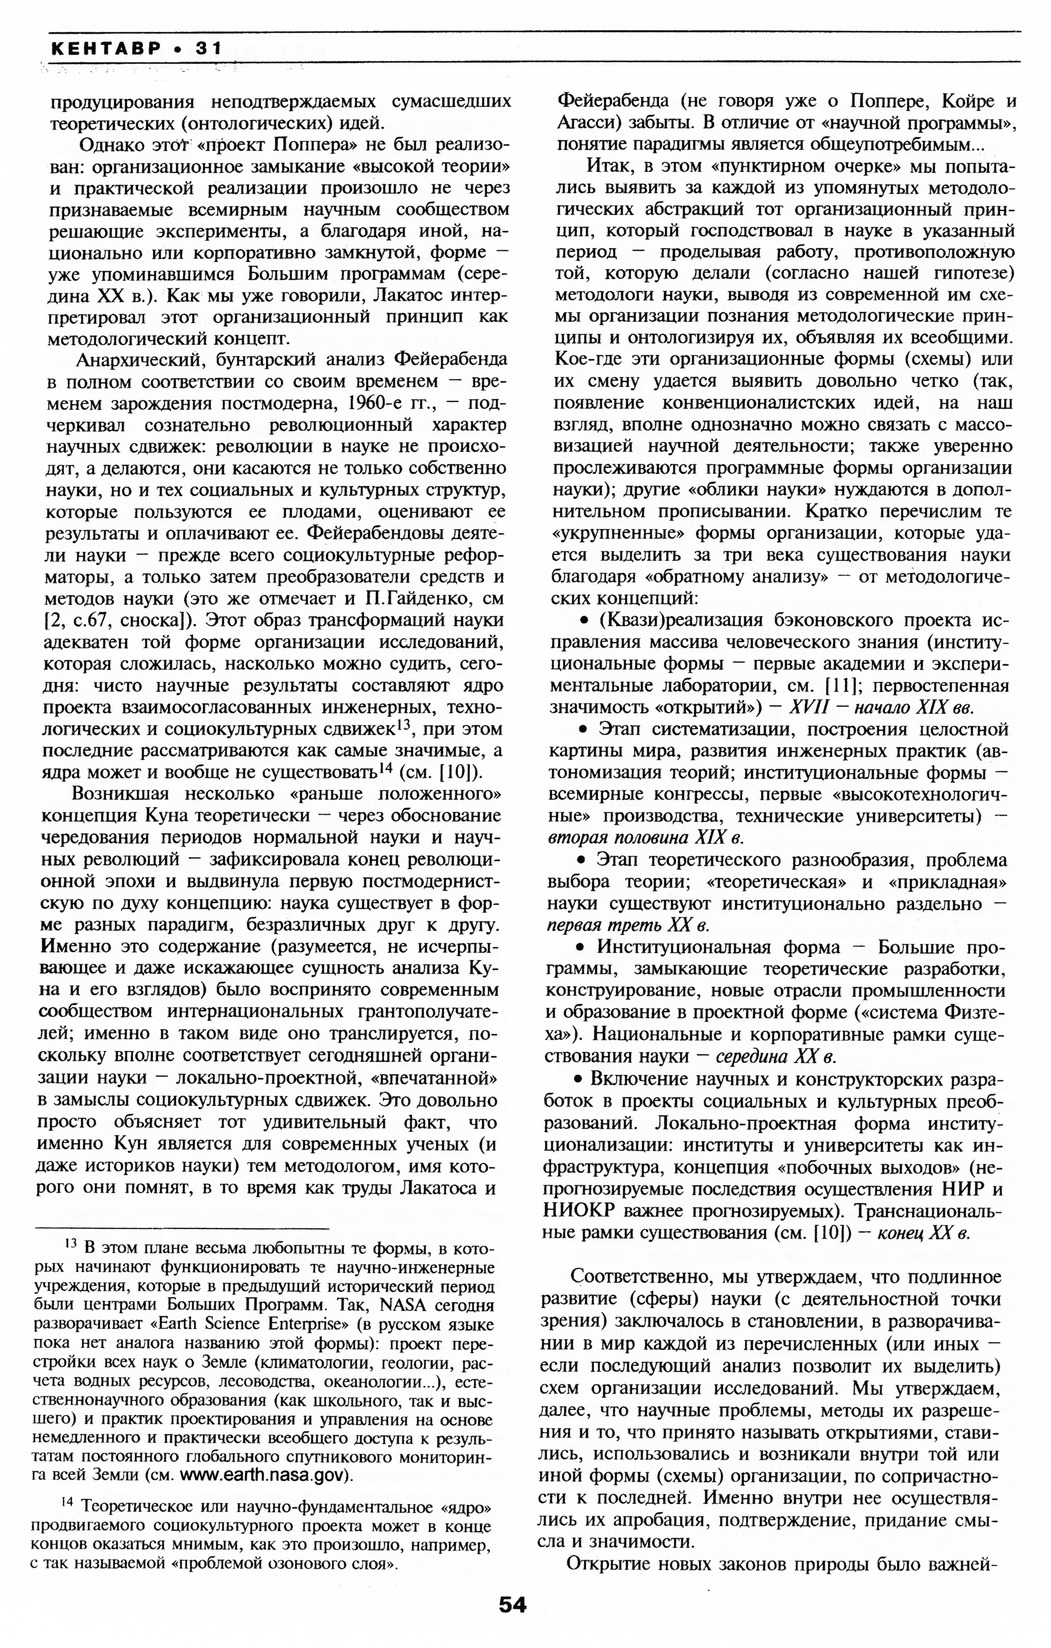 КЕНТАВР • 31
продуцирования неподтверждаемых сумасшедших
теоретических (онтологических) идей.
Однако этот «проект Поппера» не был реализо-
ван: организационное замыкание «высокой теории»
и практической реализации произошло не через
признаваемые всемирным научным сообществом
решающие эксперименты, а благодаря иной, на-
ционально или корпоративно замкнутой, форме —
уже упоминавшимся Большим программам (сере-
дина XX в.). Как мы уже говорили, Лакатос интер-
претировал этот организационный принцип как
методологический концепт.
Анархический, бунтарский анализ Фейерабенда
в полном соответствии со своим временем — вре-
менем зарождения постмодерна, 1960-е гг., — под-
черкивал сознательно революционный характер
научных сдвижек: революции в науке не происхо-
дят, а делаются, они касаются не только собственно
науки, но и тех социальных и культурных структур,
которые пользуются ее плодами, оценивают ее
результаты и оплачивают ее. Фейерабендовы деяте-
ли науки — прежде всего социокультурные рефор-
маторы, а только затем преобразователи средств и
методов науки (это же отмечает и П.Гайденко, см
[2, с.67, сноска]). Этот образ трансформаций науки
адекватен той форме организации исследований,
которая сложилась, насколько можно судить, сего-
дня: чисто научные результаты составляют ядро
проекта взаимосогласованных инженерных, техно-
логических и социокультурных сдвижек13, при этом
последние рассматриваются как самые значимые, а
ядра может и вообще не существовать14 (см. [10]).
Возникшая несколько «раньше положенного»
концепция Куна теоретически — через обоснование
чередования периодов нормальной науки и науч-
ных революций — зафиксировала конец революци-
онной эпохи и выдвинула первую постмодернист-
скую по духу концепцию: наука существует в фор-
ме разных парадигм, безразличных друг к другу.
Именно это содержание (разумеется, не исчерпы-
вающее и даже искажающее сущность анализа Ку-
на и его взглядов) было воспринято современным
сообществом интернациональных грантополучате-
лей; именно в таком виде оно транслируется, по-
скольку вполне соответствует сегодняшней органи-
зации науки — локально-проектной, «впечатанной»
в замыслы социокультурных сдвижек. Это довольно
просто объясняет тот удивительный факт, что
именно Кун является для современных ученых (и
даже историков науки) тем методологом, имя кото-
рого они помнят, в то время как труды Лакатоса и
13 В этом плане весьма любопытны те формы, в кото-
рых начинают функционировать те научно-инженерные
учреждения, которые в предыдущий исторический период
были центрами Больших Программ. Так, NASA сегодня
разворачивает «Earth Science Enterprise» (в русском языке
пока нет аналога названию этой формы): проект пере-
стройки всех наук о Земле (климатологии, геологии, рас-
чета водных ресурсов, лесоводства, океанологии...), есте-
ственнонаучного образования (как школьного, так и выс-
шего) и практик проектирования и управления на основе
немедленного и практически всеобщего доступа к резуль-
татам постоянного глобального спутникового мониторин-
га всей Земли (см. www.earth.nasa.gov).
14 Теоретическое или научно-фундаментальное «ядро»
продвигаемого социокультурного проекта может в конце
концов оказаться мнимым, как это произошло, например,
с так называемой «проблемой озонового слоя».
Фейерабенда (не говоря уже о Поппере, Койре и
Агасси) забыты. В отличие от «научной программы»,
понятие парадигмы является общеупотребимым...
Итак, в этом «пунктирном очерке» мы попыта-
лись выявить за каждой из упомянутых методоло-
гических абстракций тот организационный прин-
цип, который господствовал в науке в указанный
период — проделывая работу, противоположную
той, которую делали (согласно нашей гипотезе)
методологи науки, выводя из современной им схе-
мы организации познания методологические прин-
ципы и онтологизируя их, объявляя их всеобщими.
Кое-где эти организационные формы (схемы) или
их смену удается выявить довольно четко (так,
появление конвенционалистских идей, на наш
взгляд, вполне однозначно можно связать с массо-
визацией научной деятельности; также уверенно
прослеживаются программные формы организации
науки); другие «облики науки» нуждаются в допол-
нительном прописывании. Кратко перечислим те
«укрупненные» формы организации, которые уда-
ется выделить за три века существования науки
благодаря «обратному анализу» — от методологиче-
ских концепций:
• (Квази)реализация бэконовского проекта ис-
правления массива человеческого знания (институ-
циональные формы — первые академии и экспери-
ментальные лаборатории, см. [11]; первостепенная
значимость «открытий») — XVII — начало XIX вв.
• Этап систематизации, построения целостной
картины мира, развития инженерных практик (ав-
тономизация теорий; институциональные формы —
всемирные конгрессы, первые «высокотехнологич-
ные» производства, технические университеты) —
вторая половина XIX в.
• Этап теоретического разнообразия, проблема
выбора теории; «теоретическая» и «прикладная»
науки существуют институционально раздельно —
первая треть XX в.
• Институциональная форма — Большие про-
граммы, замыкающие теоретические разработки,
конструирование, новые отрасли промышленности
и образование в проектной форме («система Физте-
ха»). Национальные и корпоративные рамки суще-
ствования науки — середина XX в.
• Включение научных и конструкторских разра-
боток в проекты социальных и культурных преоб-
разований. Локально-проектная форма институ-
ционализации: институты и университеты как ин-
фраструктура, концепция «побочных выходов» (не-
прогнозируемые последствия осуществления НИР и
НИОКР важнее прогнозируемых). Транснациональ-
ные рамки существования (см. [10]) — конец XX в.
Соответственно, мы утверждаем, что подлинное
развитие (сферы) науки (с деятельностной точки
зрения) заключалось в становлении, в разворачива-
нии в мир каждой из перечисленных (или иных —
если последующий анализ позволит их выделить)
схем организации исследований. Мы утверждаем,
далее, что научные проблемы, методы их разреше-
ния и то, что принято называть открытиями, стави-
лись, использовались и возникали внутри той или
иной формы (схемы) организации, по сопричастно-
сти к последней. Именно внутри нее осуществля-
лись их апробация, подтверждение, придание смы-
сла и значимости.
Открытие новых законов природы было важней-
54